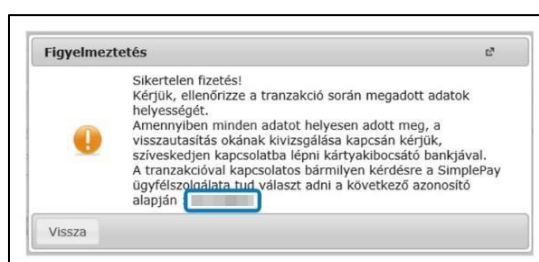 Figyelmeztetés
Sikertelen fizetés!
Kérjük, ellenőrizze a tranzakció során megadott adatok
helyességét.
Amennyiben minden adatot helyesen adott meg, a
visszautasítás okának kivizsgálása kapcsán kérjük,
szíveskedjen kapcsolatba lépni kártyakibocsátó bankjával.
A tranzakcióval kapcsolatos bármilyen kérdésre a SimplePay
ügyfélszolgálata tud választ adni a következő azonosító
alapján :
Vissza